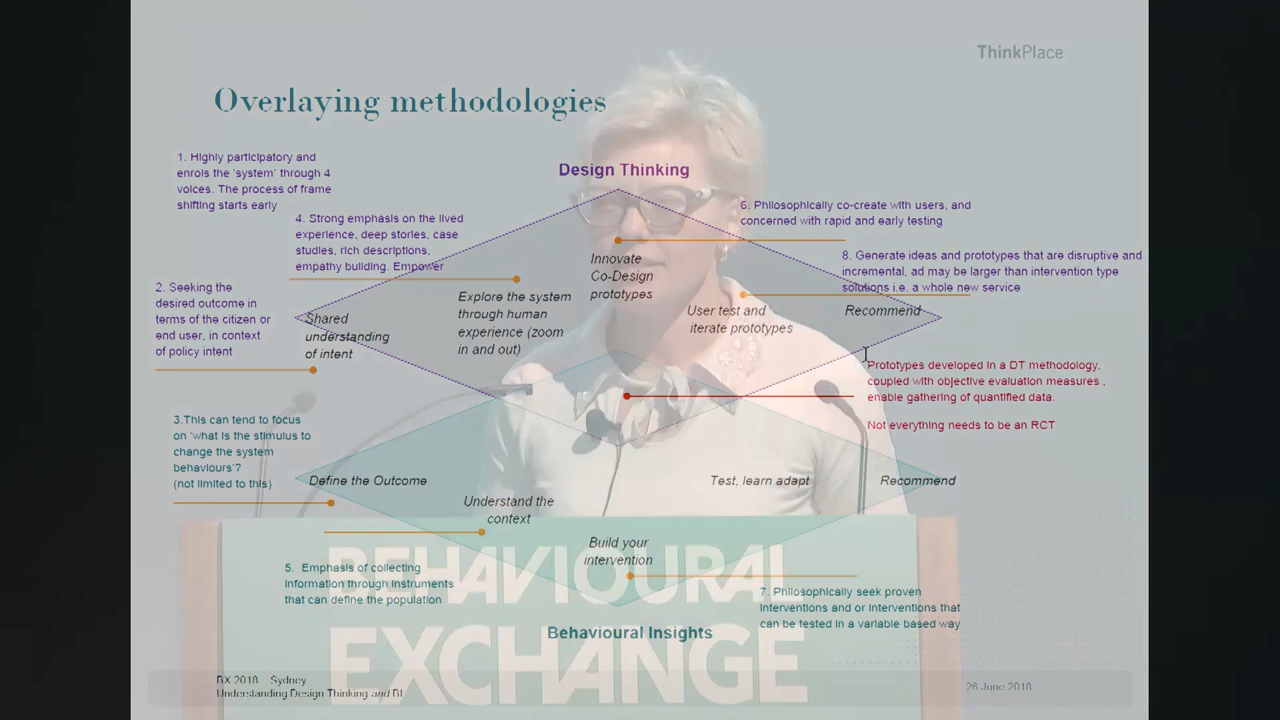 ThinkPlace
Overlaying methodologies
1. Highly participatory and
enrols the 'system' through 4
voices. The process of frame
shifting starts early
Design Thinking
4. Strong emphasis on the lived
experience, deep stories, case
studies, rich descriptions,
empathy building. Empower
6. Philosophically co-create with users, and
concerned with rapid and early testing
8. Generate ideas and prototypes that are disruptive and
incremental, ad may be larger than intervention type
solutions i.e. a whole new service
2. Seeking the
desired outcome in
terms of the citizen or
end user, in context
of policy intent
Shared
understanding
of intent
Explore the system
through human
experience (zoom
in and out)
Innovate
Co-Design
prototypes
User test and
iterate prototypes
Recommend
Prototypes developed in a DT methodology,
coupled with objective evaluation measures ,
enable gathering of quantified data.
Not everything needs to be an RCT
3.This can tend to focus
on 'what is the stimulus to
change the system
behaviours'?
(not limited to this)
Define the Outcome
Understand the
context
Build your
intervention
Test, learn adapt
Recommend
5. Emphasis of collecting
Information through Instruments
that can define the population
7. Philosophically seek proven
Interventions and or Interventions that
can be tested in a variable based way
Behavioural Insights
BEHAVIOURAL
EXCHANGE
BX 2018 – Sydney
Understanding Design Thinking and BI
26 June 2018